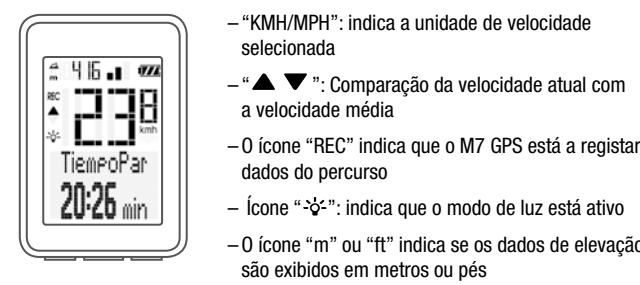 m
4 16
REC
23 8
kmh
TiempoPar
20:26 min
– “KMH/MPH”: indica a unidade de velocidade
selecionada
– “▲ ▼”: Comparação da velocidade atual com
a velocidade média
– O ícone “REC” indica que o M7 GPS está a registar
dados do percurso
– Ícone “”: indica que o modo de luz está ativo
– O ícone “m” ou “ft” indica se os dados de elevação
são exibidos em metros ou pés